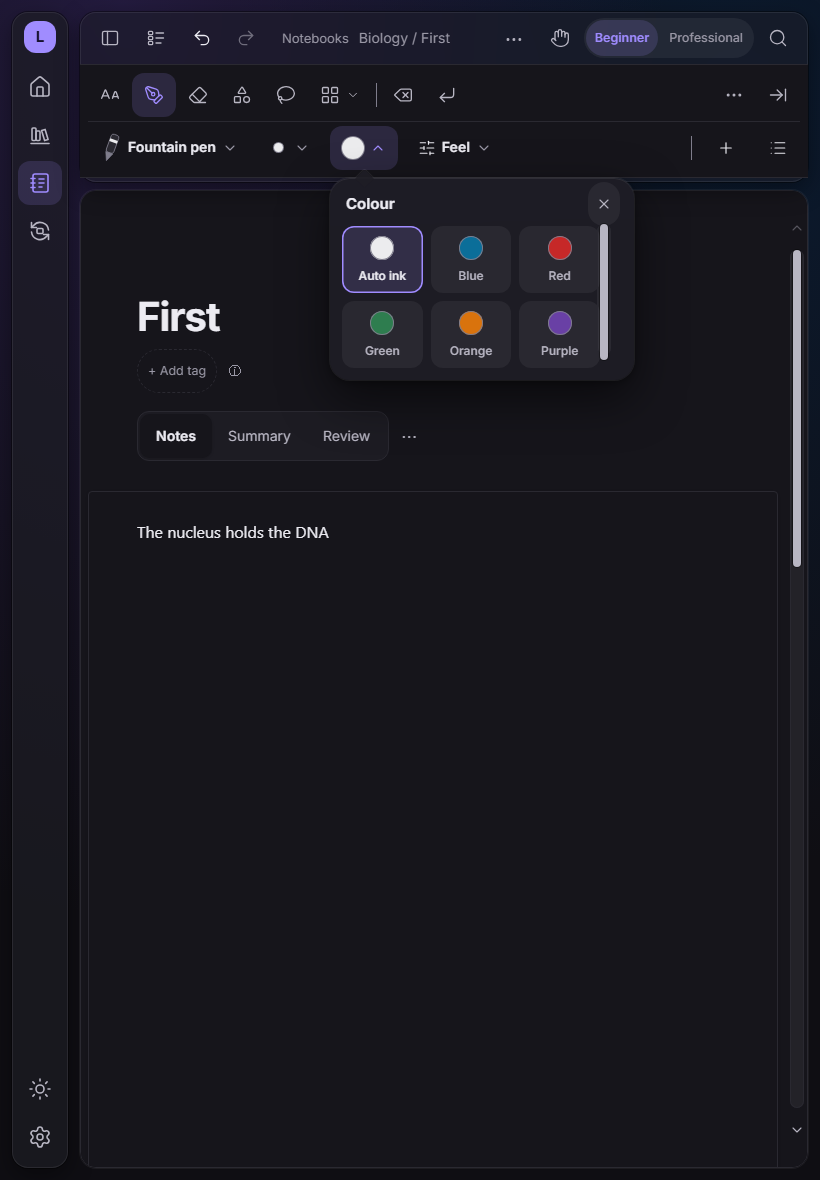 L
Notebooks Biology / First
Beginner Professional
AA
Fountain pen
Feel
Colour
Auto ink Blue Red
Green Orange Purple
First
+ Add tag
Notes Summary Review
The nucleus holds the DNA